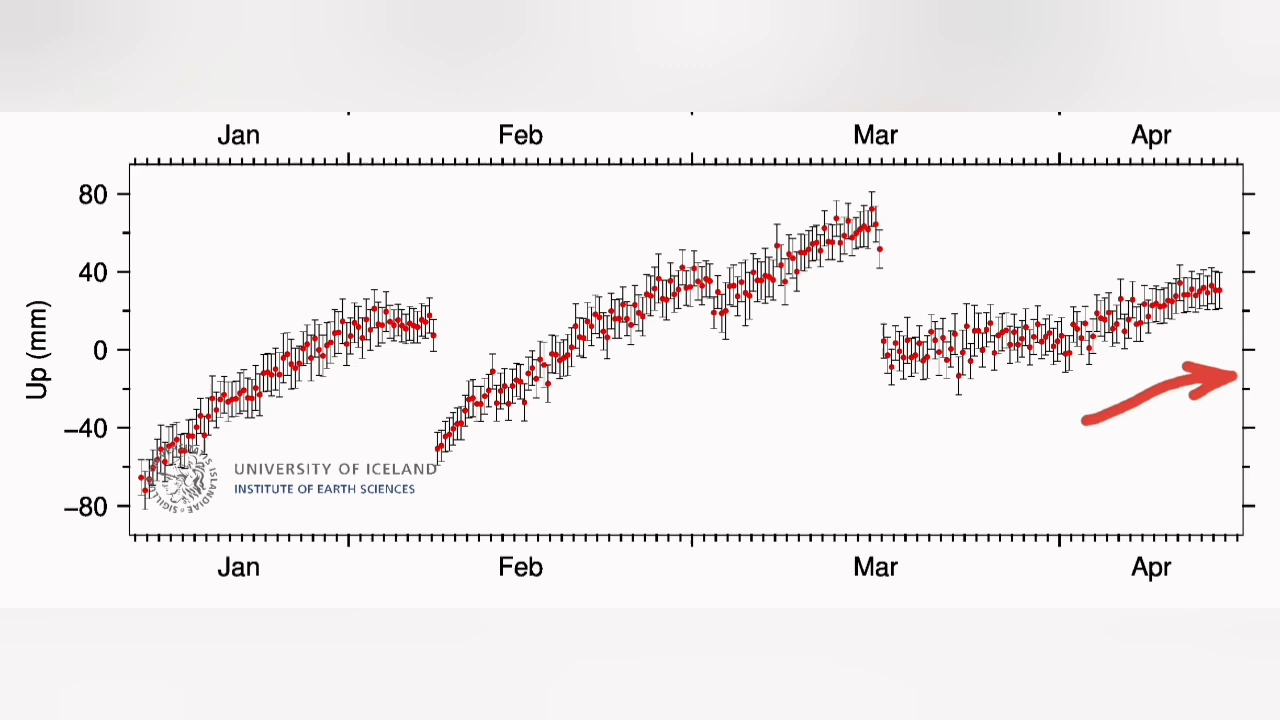 Jan Feb Mar Apr
80
40
0
−40
−80
Up (mm)
UNIVERSITY OF ICELAND
INSTITUTE OF EARTH SCIENCES
Jan Feb Mar Apr